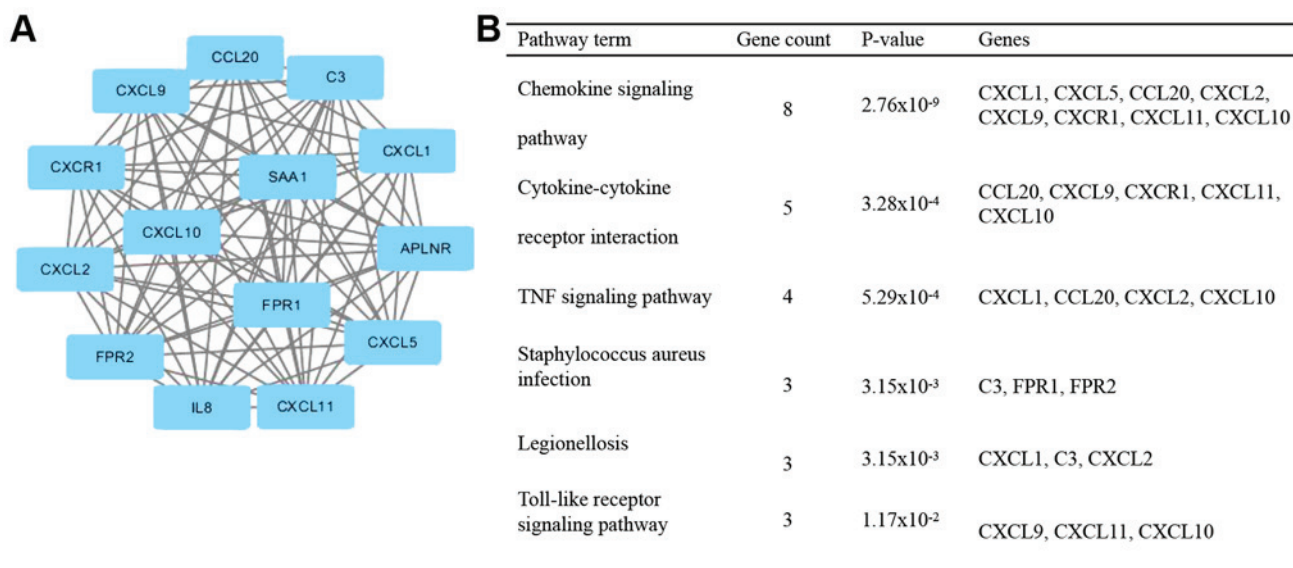 A
CCL20
C3
CXCL9
CXCL1
CXCR1
SAA1
CXCL10
APLNR
CXCL2
FPR1
CXCL5
FPR2
IL8
CXCL11
B
Pathway term Gene count P-value Genes
Chemokine signaling
pathway
8
2.76x10-9
CXCL1, CXCL5, CCL20, CXCL2,
CXCL9, CXCR1, CXCL11, CXCL10
Cytokine-cytokine
receptor interaction
5
3.28x10-4
CCL20, CXCL9, CXCR1, CXCL11,
CXCL10
TNF signaling pathway 4 5.29x10-4 CXCL1, CCL20, CXCL2, CXCL10
Staphylococcus aureus
infection
3 3.15x10-3 C3, FPR1, FPR2
Legionellosis
3 3.15x10-3 CXCL1, C3, CXCL2
Toll-like receptor
signaling pathway
3 1.17x10-2 CXCL9, CXCL11, CXCL10